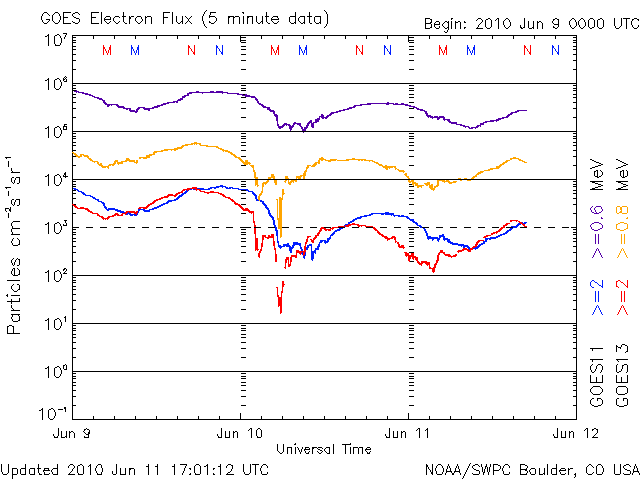 GOES Electron Flux (5 minute data)
Begin: 2010 Jun 9 0000 UTC
M M N N M M N N M M N N
10⁷
10⁶
10⁵
10⁴
10³
10²
10¹
10⁰
10⁻¹
Particles cm⁻²s⁻¹sr⁻¹
Jun 9 Jun 10 Jun 11 Jun 12
Universal Time
GOES11 >=2 >=0.6 MeV
GOES13 >=2 >=0.8 MeV
Updated 2010 Jun 11 17:01:12 UTC
NOAA/SWPC Boulder, CO USA